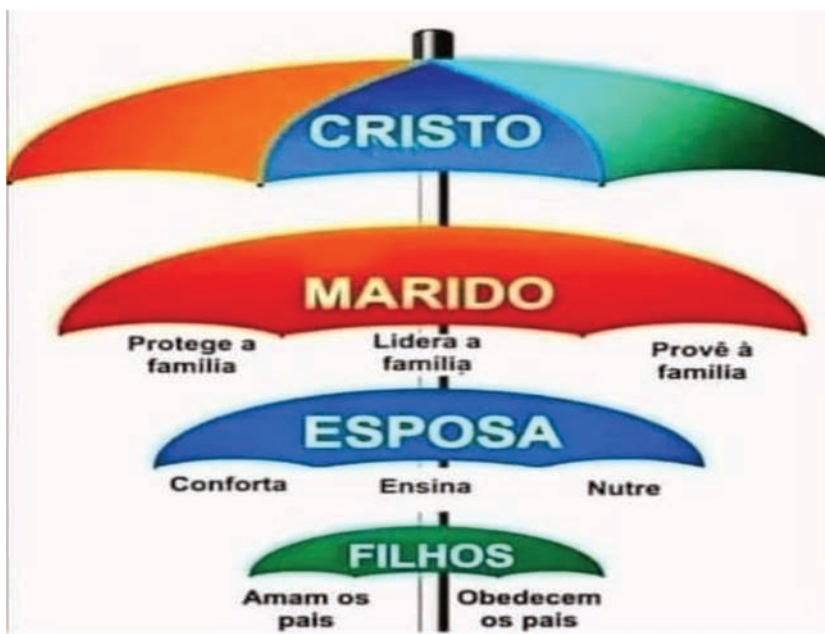 CRISTO
MARIDO
Protege a
família
Lidera a
família
Provê à
família
ESPOSA
Conforta
Ensina
Nutre
FILHOS
Amam os
pais
Obedecem
os pais